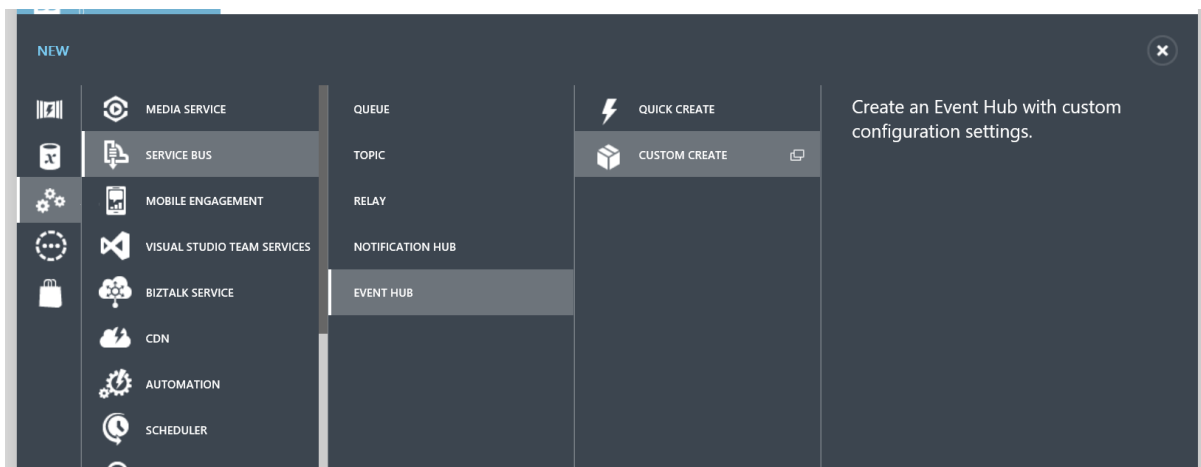 NEW
MEDIA SERVICE
SERVICE BUS
MOBILE ENGAGEMENT
VISUAL STUDIO TEAM SERVICES
BIZTALK SERVICE
CDN
AUTOMATION
SCHEDULER
QUEUE
TOPIC
RELAY
NOTIFICATION HUB
EVENT HUB
QUICK CREATE
CUSTOM CREATE
Create an Event Hub with custom
configuration settings.